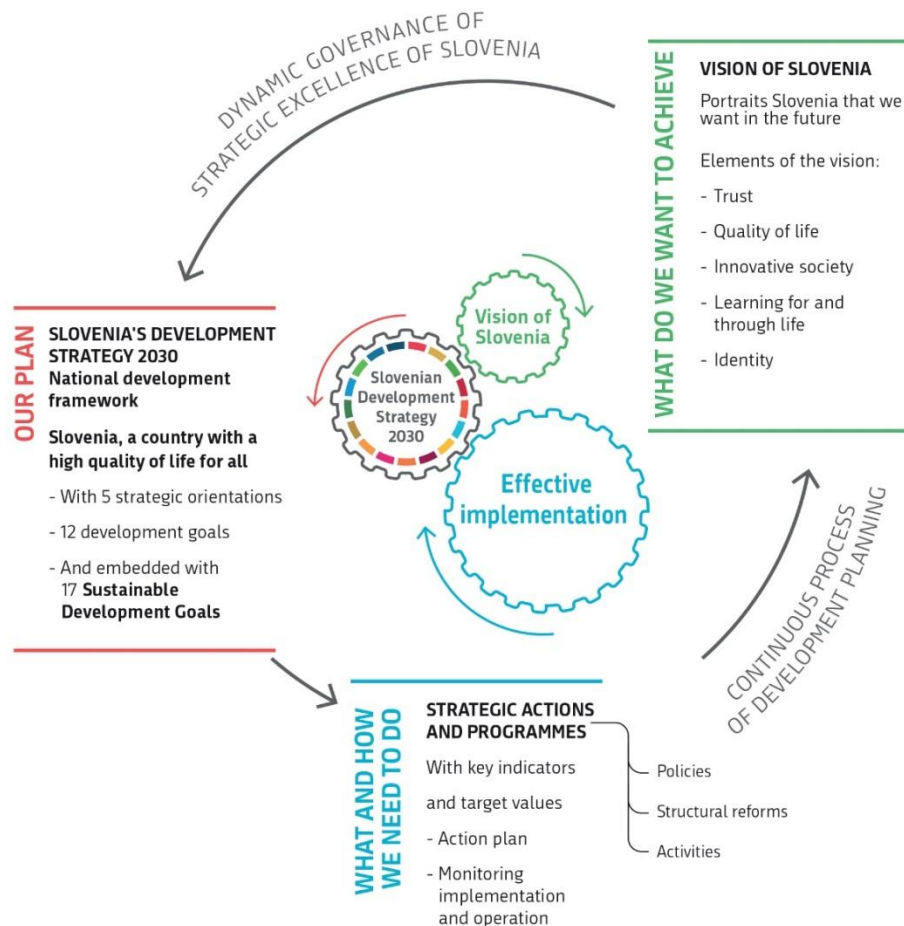 DYNAMIC GOVERNANCE OF
STRATEGIC EXCELLENCE OF SLOVENIA
WHAT DO WE WANT TO ACHIEVE
VISION OF SLOVENIA
Portraits Slovenia that we
want in the future
Elements of the vision:
- Trust
- Quality of life
- Innovative society
- Learning for and
through life
- Identity
Vision of
Slovenia
Slovenian
Development
Strategy
2030
Effective
implementation
OUR PLAN
SLOVENIA'S DEVELOPMENT
STRATEGY 2030
National development
framework
Slovenia, a country with a
high quality of life for all
- With 5 strategic orientations
- 12 development goals
- And embedded with
17 Sustainable
Development Goals
CONTINUOUS PROCESS
OF DEVELOPMENT PLANNING
WHAT AND HOW
WE NEED TO DO
STRATEGIC ACTIONS
AND PROGRAMMES
With key indicators
and target values
- Action plan
- Monitoring
implementation
and operation
Policies
Structural reforms
Activities